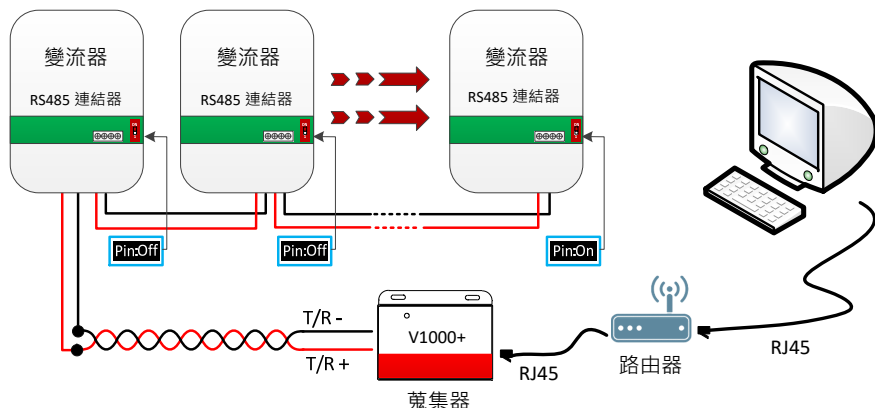 變流器
RS485 連結器
變流器
RS485 連結器
變流器
RS485 連結器
Pin:Off
Pin:Off
Pin:On
T/R -
T/R +
V1000+
蒐集器
RJ45
路由器
RJ45